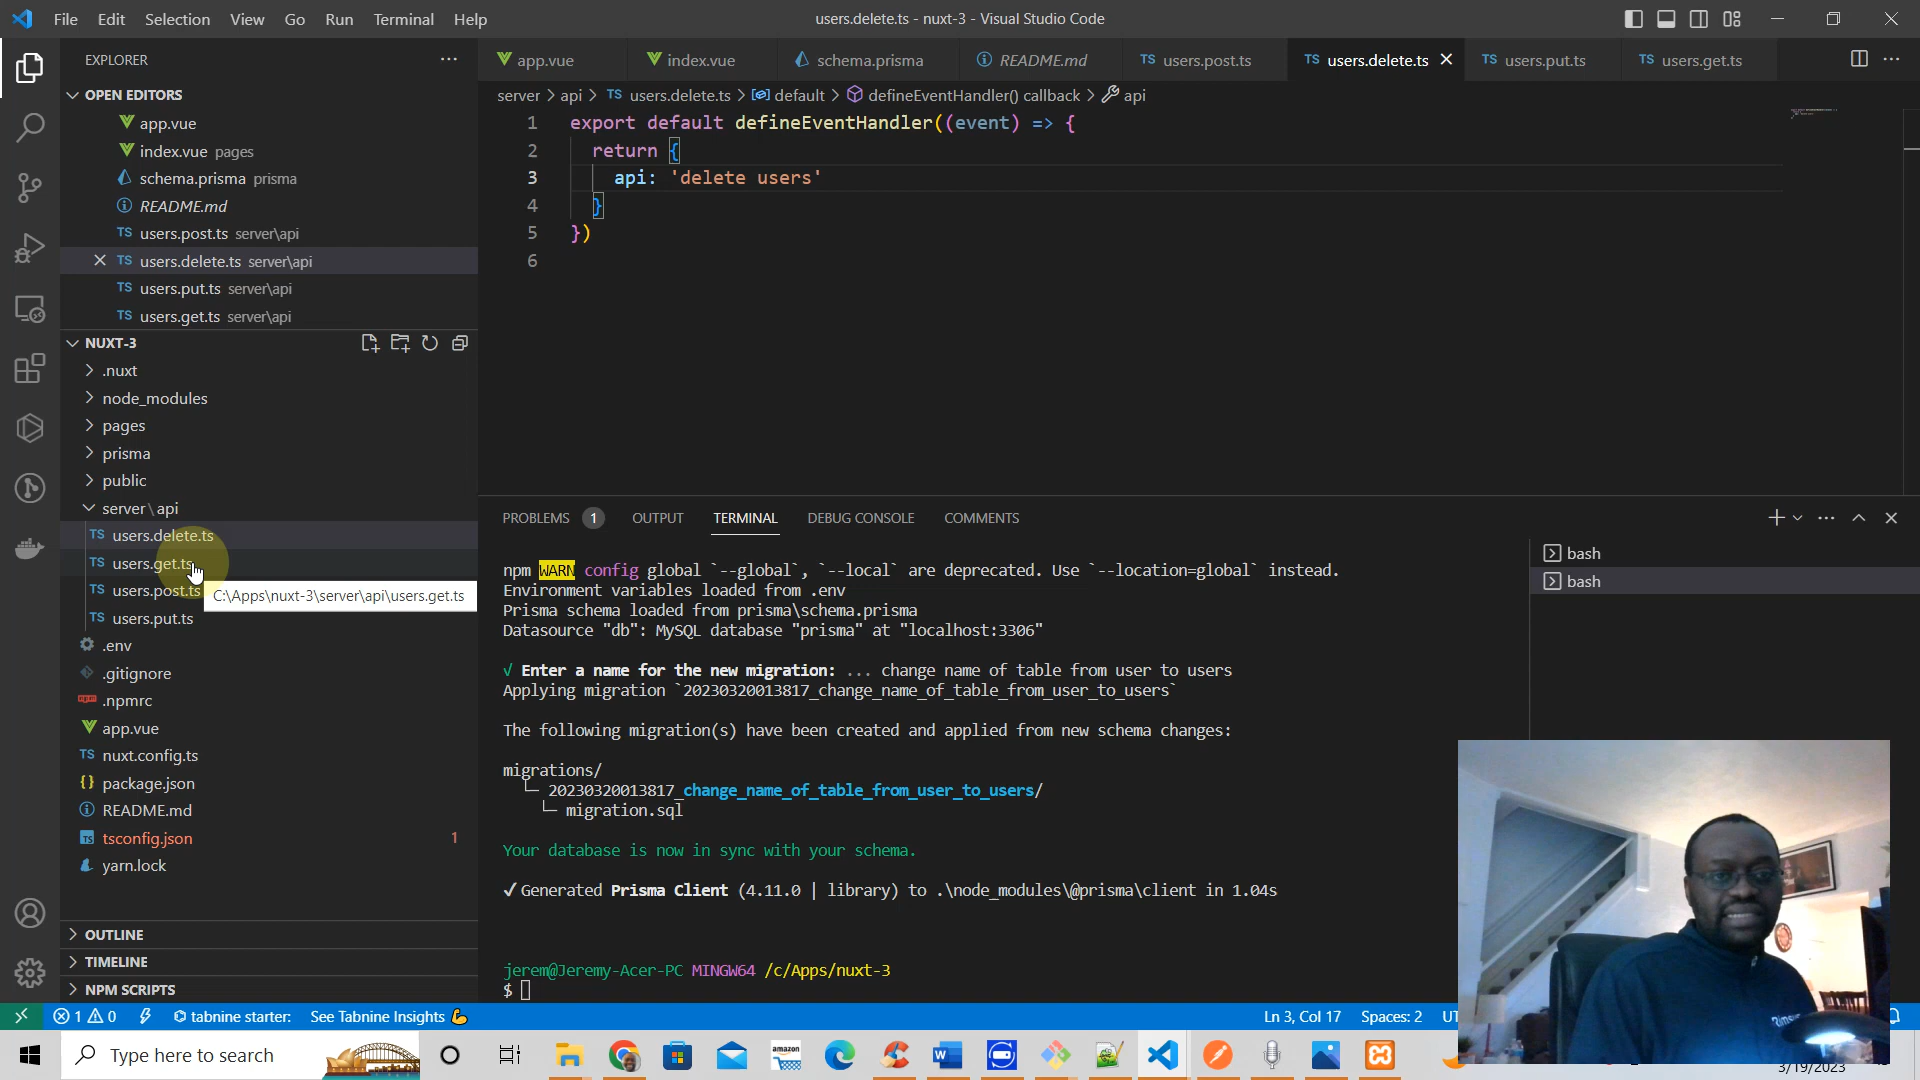 File Edit Selection View Go Run Terminal Help
users.delete.ts - nuxt-3 - Visual Studio Code
EXPLORER
OPEN EDITORS
app.vue
index.vue pages
schema.prisma prisma
README.md
users.post.ts server\api
users.delete.ts server\api
users.put.ts server\api
users.get.ts server\api
NUXT-3
.nuxt
node_modules
pages
prisma
public
server\api
users.delete.ts
users.get.ts
users.post.ts
C:\Apps\nuxt-3\server\api\users.get.ts
users.put.ts
.env
.gitignore
.npmrc
app.vue
nuxt.config.ts
package.json
README.md
tsconfig.json 1
yarn.lock
OUTLINE
TIMELINE
NPM SCRIPTS
app.vue index.vue schema.prisma README.md TS users.post.ts TS users.delete.ts TS users.put.ts TS users.get.ts
server > api > TS users.delete.ts > default > defineEventHandler() callback > api
1 export default defineEventHandler((event) => {
2 return {
3 api: 'delete users'
4 }
5 })
6
PROBLEMS 1 OUTPUT TERMINAL DEBUG CONSOLE COMMENTS
npm WARN config global `--global`, `--local` are deprecated. Use `--location=global` instead.
Environment variables loaded from .env
Prisma schema loaded from prisma\schema.prisma
Datasource "db": MySQL database "prisma" at "localhost:3306"
√ Enter a name for the new migration: ... change name of table from user to users
Applying migration `20230320013817_change_name_of_table_from_user_to_users`
The following migration(s) have been created and applied from new schema changes:
migrations/
└─ 20230320013817_change_name_of_table_from_user_to_users/
└─ migration.sql
Your database is now in sync with your schema.
✔ Generated Prisma Client (4.11.0 | library) to .\node_modules\@prisma\client in 1.04s
jerem@Jeremy-Acer-PC MINGW64 /c/Apps/nuxt-3
$
bash
bash
1 0 tabnine starter: See Tabnine Insights Ln 3, Col 17 Spaces: 2
Type here to search
amazon
3/19/2023